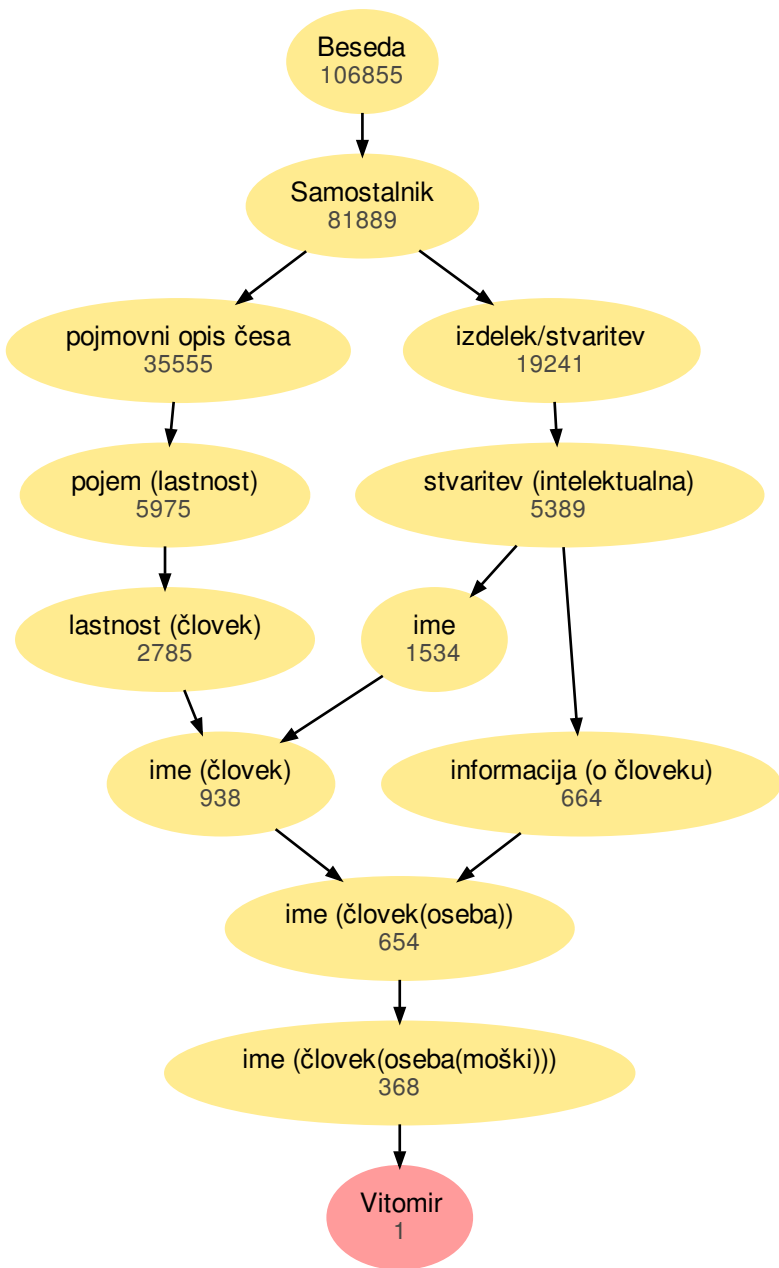 Beseda
106855
Samostalnik
81889
pojmovni opis česa
35555
izdelek/stvaritev
19241
pojem (lastnost)
5975
stvaritev (intelektualna)
5389
lastnost (človek)
2785
ime
1534
ime (človek)
938
informacija (o človeku)
664
ime (človek(oseba))
654
ime (človek(oseba(moški)))
368
Vitomir
1